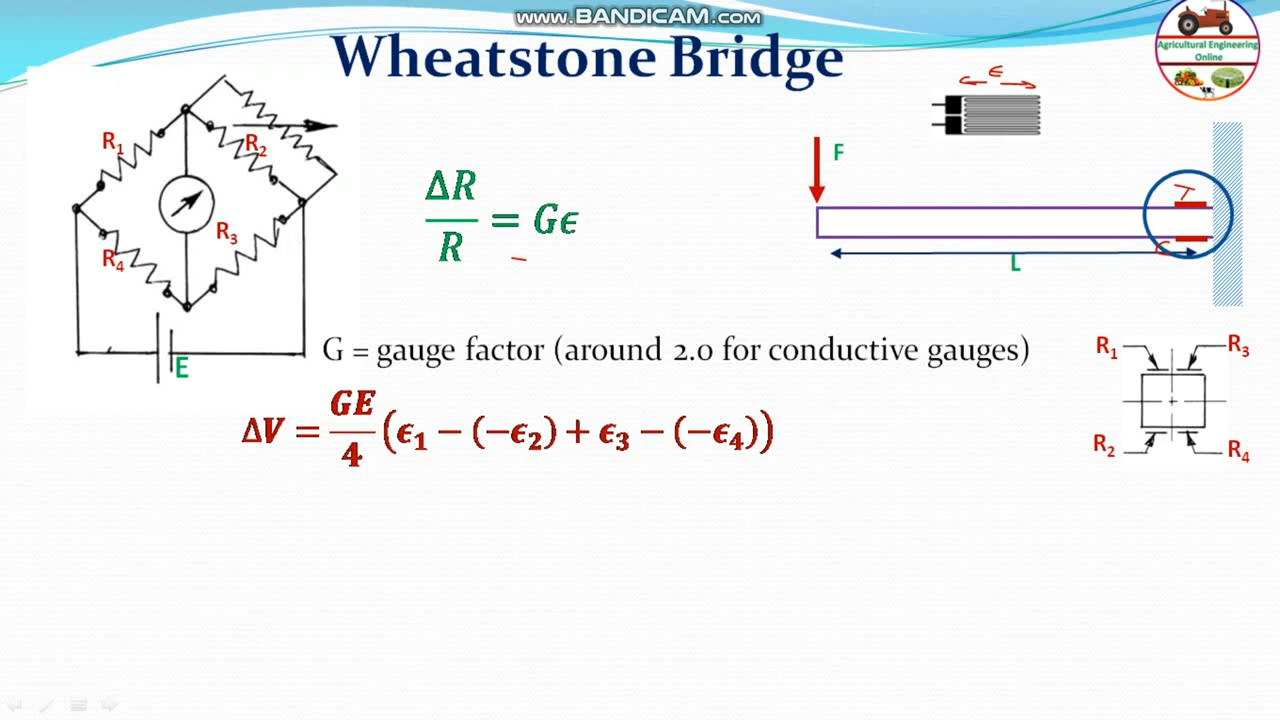 www.BANDICAM.com
Wheatstone Bridge
Agricultural Engineering
Online
R₁
R₂
R₃
R₄
E
ΔR/R = Gϵ
ϵ
F
T
C
L
G = gauge factor (around 2.0 for conductive gauges)
ΔV = GE/4 (ϵ₁ − (−ϵ₂) + ϵ₃ − (−ϵ₄))
R₁
R₃
R₂
R₄